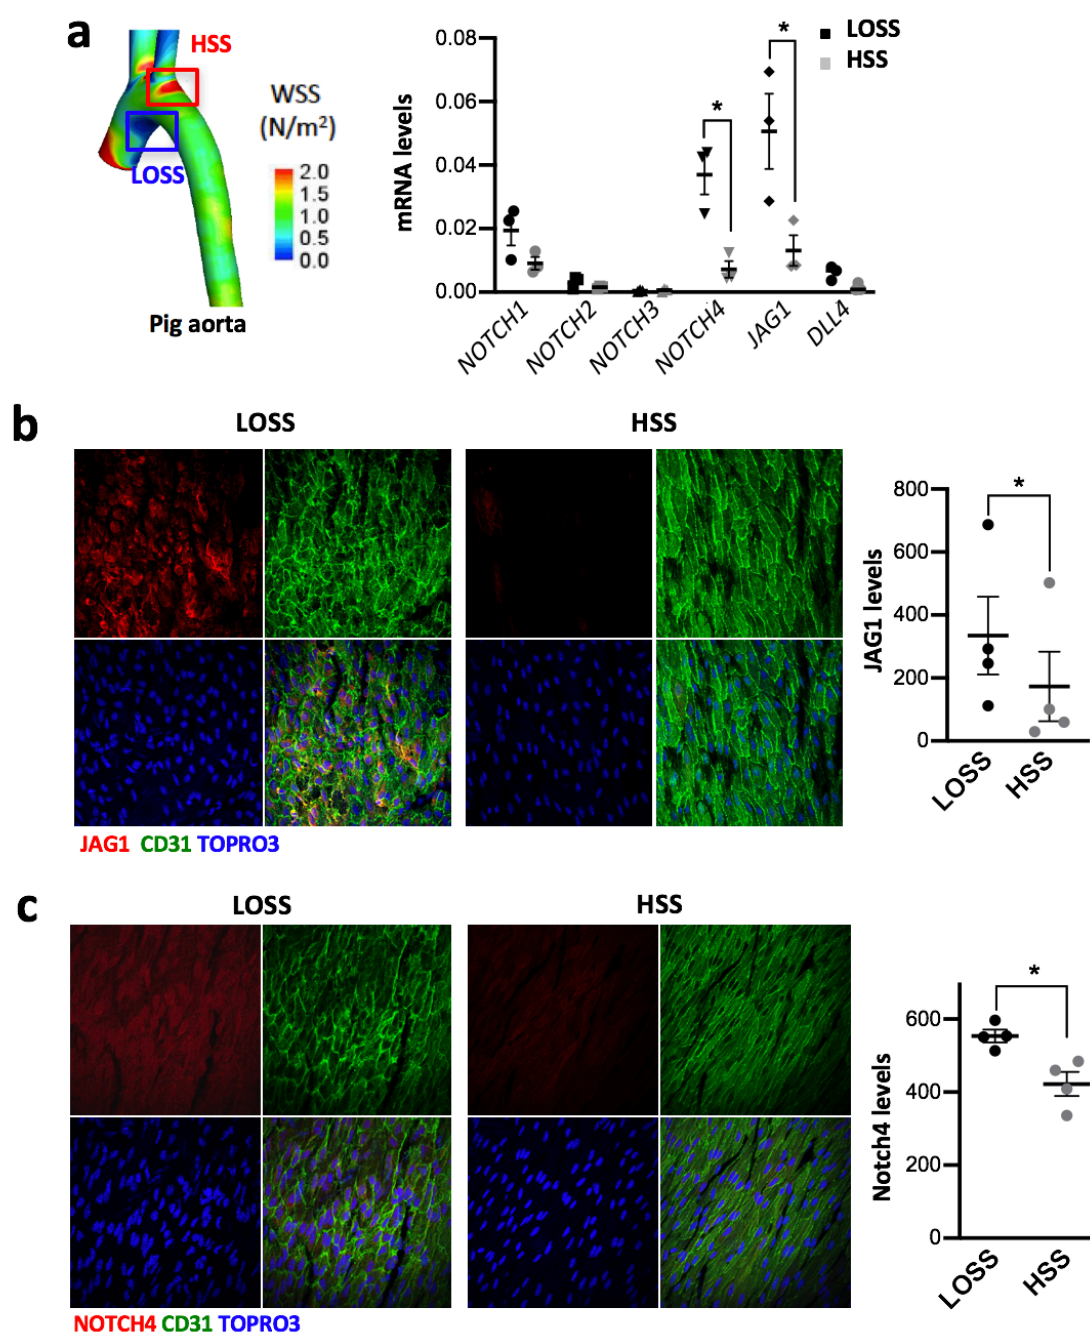 a
HSS
LOSS
WSS
(N/m²)
2.0
1.5
1.0
0.5
0.0
Pig aorta
mRNA levels
0.08
0.06
0.04
0.02
0.00
* *
LOSS
HSS
NOTCH1 NOTCH2 NOTCH3 NOTCH4 JAG1 DLL4
b
LOSS HSS
JAG1 CD31 TOPRO3
JAG1 levels
800
600
400
200
0
*
LOSS HSS
c
LOSS HSS
NOTCH4 CD31 TOPRO3
Notch4 levels
600
400
200
0
*
LOSS HSS